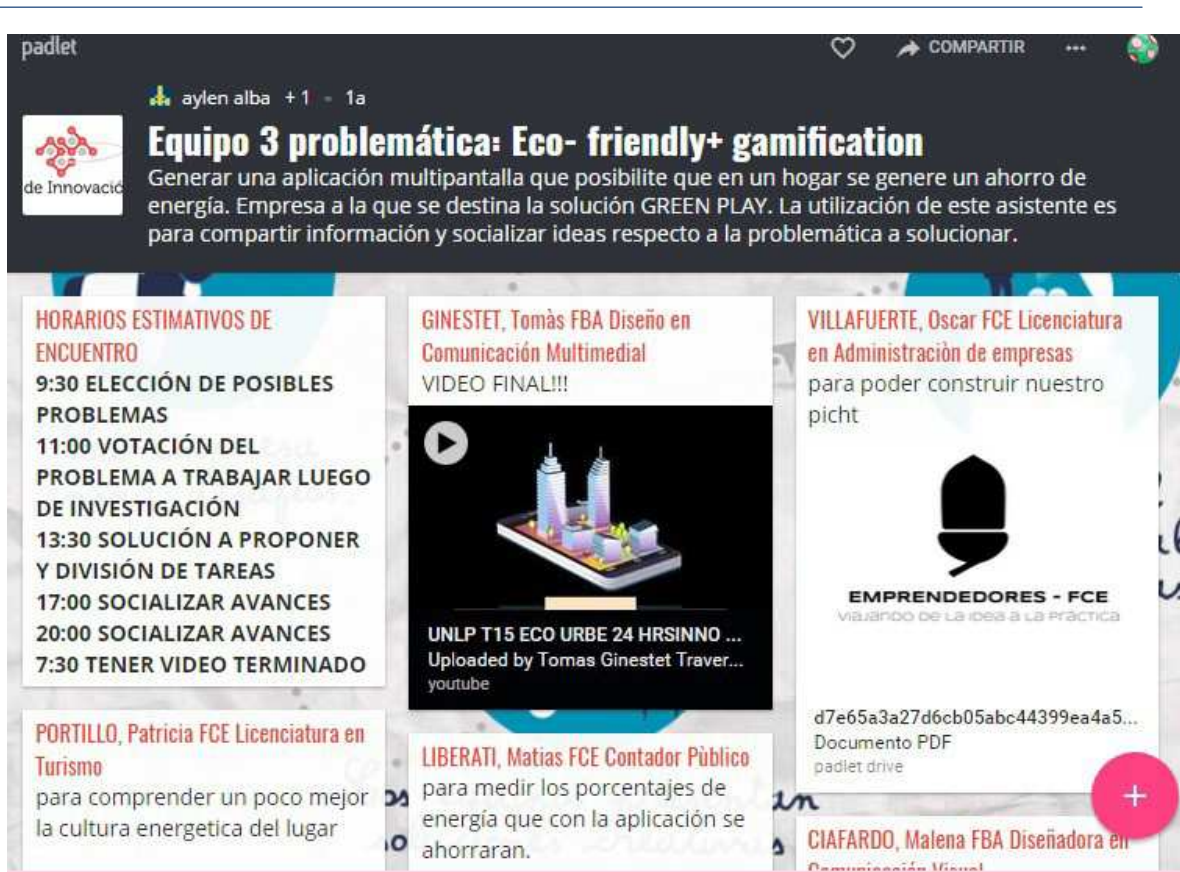 padlet
COMPARTIR
aylen alba +1 - 1a
de Innovació
Equipo 3 problemática: Eco- friendly+ gamification
Generar una aplicación multipantalla que posibilite que en un hogar se genere un ahorro de
energía. Empresa a la que se destina la solución GREEN PLAY. La utilización de este asistente es
para compartir información y socializar ideas respecto a la problemática a solucionar.
HORARIOS ESTIMATIVOS DE
ENCUENTRO
9:30 ELECCIÓN DE POSIBLES
PROBLEMAS
11:00 VOTACIÓN DEL
PROBLEMA A TRABAJAR LUEGO
DE INVESTIGACIÓN
13:30 SOLUCIÓN A PROPONER
Y DIVISIÓN DE TAREAS
17:00 SOCIALIZAR AVANCES
20:00 SOCIALIZAR AVANCES
7:30 TENER VIDEO TERMINADO
PORTILLO, Patricia FCE Licenciatura en
Turismo
para comprender un poco mejor
la cultura energetica del lugar
GINESTET, Tomàs FBA Diseño en
Comunicación Multimedial
VIDEO FINAL!!!
UNLP T15 ECO URBE 24 HRSINNO ...
Uploaded by Tomas Ginestet Traver...
youtube
LIBERATI, Matias FCE Contador Pùblico
para medir los porcentajes de
energía que con la aplicación se
ahorraran.
VILLAFUERTE, Oscar FCE Licenciatura
en Administraciòn de empresas
para poder construir nuestro
picht
EMPRENDEDORES - FCE
viajando de la idea a la práctica
d7e65a3a27d6cb05abc44399ea4a5...
Documento PDF
padlet drive
CIAFARDO, Malena FBA Diseñadora en
Comunicación Visual